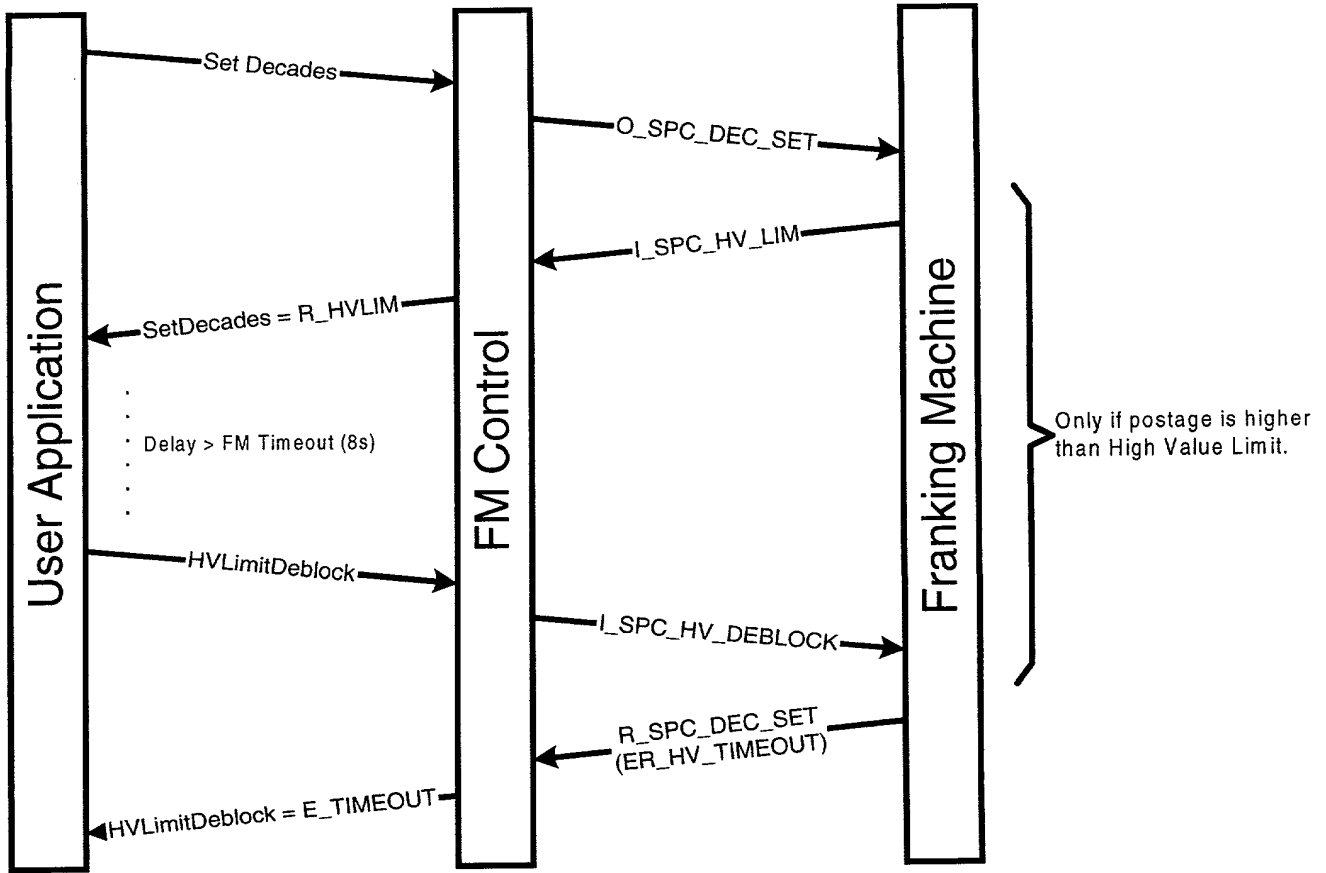 Set Decades
O_SPC_DEC_SET
I_SPC_HV_LIM
SetDecades = R_HVLIM
Delay > FM Timeout (8s)
HVLimitDeblock
I_SPC_HV_DEBLOCK
R_SPC_DEC_SET
(ER_HV_TIMEOUT)
HVLimitDeblock = E_TIMEOUT
User Application
FM Control
Franking Machine
Only if postage is higher
than High Value Limit.